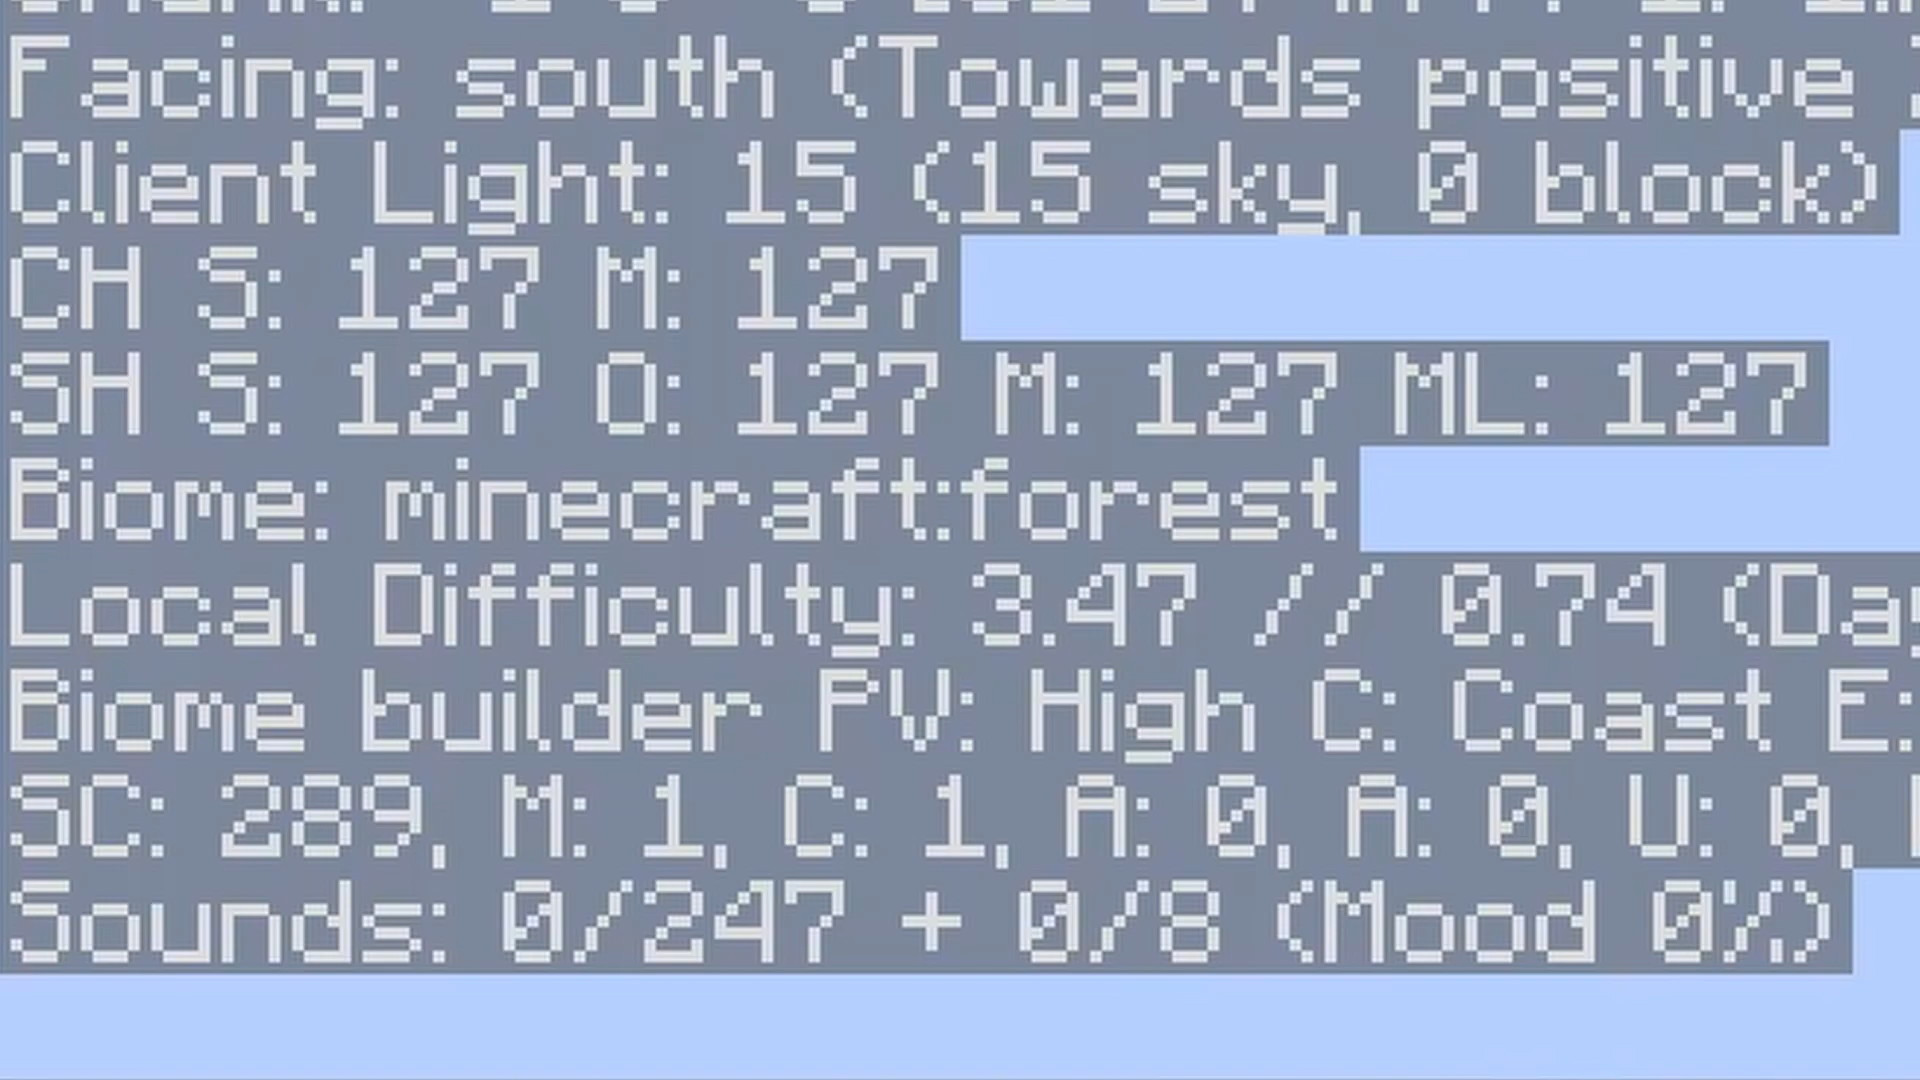 Facing: south (Towards positive
Client Light: 15 (15 sky, 0 block)
CH S: 127 M: 127
SH S: 127 O: 127 M: 127 ML: 127
Biome: minecraft:forest
Local Difficulty: 3.47 // 0.74 (Day
Biome builder PV: High C: Coast E:
SC: 289, M: 1, C: 1, A: 0, A: 0, U: 0,
Sounds: 0/247 + 0/8 (Mood 0%)